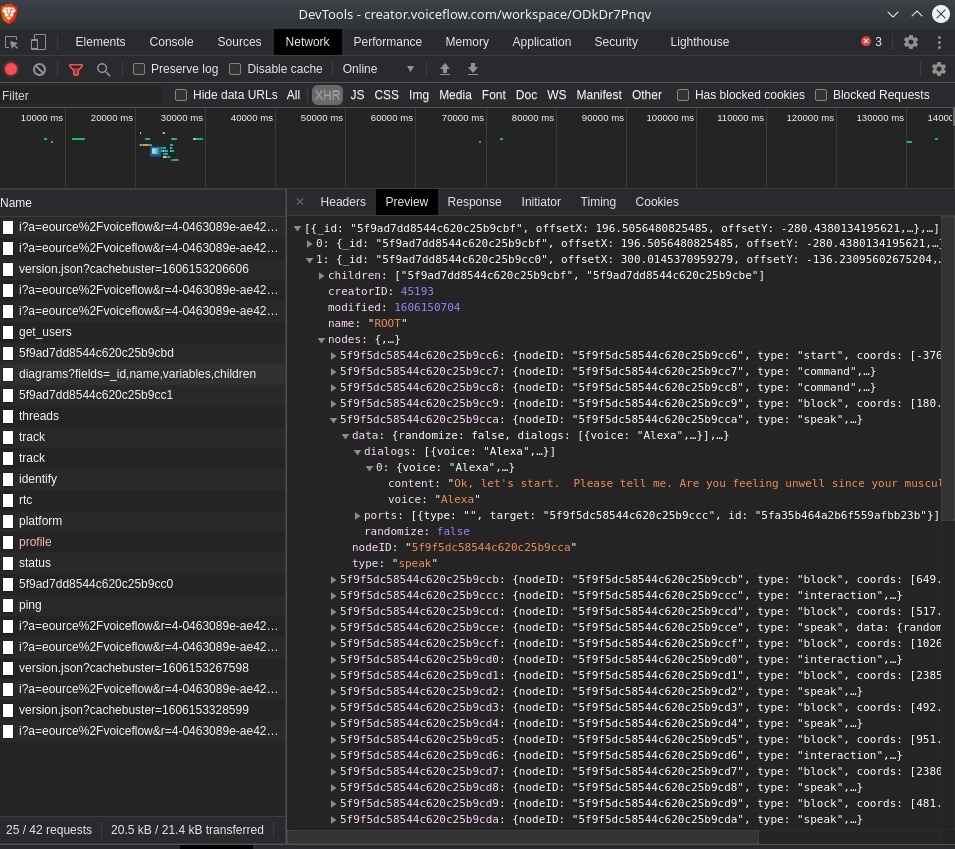 DevTools - creator.voiceflow.com/workspace/ODkDr7Pnqv
Elements Console Sources Network Performance Memory Application Security Lighthouse 3
Preserve log Disable cache Online
Filter Hide data URLs All XHR JS CSS Img Media Font Doc WS Manifest Other Has blocked cookies Blocked Requests
10000 ms 20000 ms 30000 ms 40000 ms 50000 ms 60000 ms 70000 ms 80000 ms 90000 ms 100000 ms 110000 ms 120000 ms 130000 ms 14000
Name
i?a=eource%2Fvoiceflow&r=4-0463089e-ae42…
i?a=eource%2Fvoiceflow&r=4-0463089e-ae42…
version.json?cachebuster=1606153206606
i?a=eource%2Fvoiceflow&r=4-0463089e-ae42…
i?a=eource%2Fvoiceflow&r=4-0463089e-ae42…
get_users
5f9ad7dd8544c620c25b9cbd
diagrams?fields=_id,name,variables,children
5f9ad7dd8544c620c25b9cc1
threads
track
track
identify
rtc
platform
profile
status
5f9ad7dd8544c620c25b9cc0
ping
i?a=eource%2Fvoiceflow&r=4-0463089e-ae42…
i?a=eource%2Fvoiceflow&r=4-0463089e-ae42…
version.json?cachebuster=1606153267598
i?a=eource%2Fvoiceflow&r=4-0463089e-ae42…
version.json?cachebuster=1606153328599
i?a=eource%2Fvoiceflow&r=4-0463089e-ae42…
25 / 42 requests 20.5 kB / 21.4 kB transferred
× Headers Preview Response Initiator Timing Cookies
[{_id: "5f9ad7dd8544c620c25b9cbf", offsetX: 196.5056480825485, offsetY: -280.4380134195621,…},…]
0: {_id: "5f9ad7dd8544c620c25b9cbf", offsetX: 196.5056480825485, offsetY: -280.4380134195621,…}
1: {_id: "5f9ad7dd8544c620c25b9cc0", offsetX: 300.0145370959279, offsetY: -136.23095602675204,…
children: ["5f9ad7dd8544c620c25b9cbf", "5f9ad7dd8544c620c25b9cbe"]
creatorID: 45193
modified: 1606150704
name: "ROOT"
nodes: {,…}
5f9f5dc58544c620c25b9cc6: {nodeID: "5f9f5dc58544c620c25b9cc6", type: "start", coords: [-376
5f9f5dc58544c620c25b9cc7: {nodeID: "5f9f5dc58544c620c25b9cc7", type: "command",…}
5f9f5dc58544c620c25b9cc8: {nodeID: "5f9f5dc58544c620c25b9cc8", type: "command",…}
5f9f5dc58544c620c25b9cc9: {nodeID: "5f9f5dc58544c620c25b9cc9", type: "block", coords: [180.
5f9f5dc58544c620c25b9cca: {nodeID: "5f9f5dc58544c620c25b9cca", type: "speak",…}
data: {randomize: false, dialogs: [{voice: "Alexa",…}],…}
dialogs: [{voice: "Alexa",…}]
0: {voice: "Alexa",…}
content: "Ok, let's start.  Please tell me. Are you feeling unwell since your muscul
voice: "Alexa"
ports: [{type: "", target: "5f9f5dc58544c620c25b9ccc", id: "5fa35b464a2b6f559afbb23b"}]
randomize: false
nodeID: "5f9f5dc58544c620c25b9cca"
type: "speak"
5f9f5dc58544c620c25b9ccb: {nodeID: "5f9f5dc58544c620c25b9ccb", type: "block", coords: [649.
5f9f5dc58544c620c25b9ccc: {nodeID: "5f9f5dc58544c620c25b9ccc", type: "interaction",…}
5f9f5dc58544c620c25b9ccd: {nodeID: "5f9f5dc58544c620c25b9ccd", type: "block", coords: [517.
5f9f5dc58544c620c25b9cce: {nodeID: "5f9f5dc58544c620c25b9cce", type: "speak", data: {random
5f9f5dc58544c620c25b9ccf: {nodeID: "5f9f5dc58544c620c25b9ccf", type: "block", coords: [1026
5f9f5dc58544c620c25b9cd0: {nodeID: "5f9f5dc58544c620c25b9cd0", type: "interaction",…}
5f9f5dc58544c620c25b9cd1: {nodeID: "5f9f5dc58544c620c25b9cd1", type: "block", coords: [2385
5f9f5dc58544c620c25b9cd2: {nodeID: "5f9f5dc58544c620c25b9cd2", type: "speak",…}
5f9f5dc58544c620c25b9cd3: {nodeID: "5f9f5dc58544c620c25b9cd3", type: "block", coords: [492.
5f9f5dc58544c620c25b9cd4: {nodeID: "5f9f5dc58544c620c25b9cd4", type: "speak",…}
5f9f5dc58544c620c25b9cd5: {nodeID: "5f9f5dc58544c620c25b9cd5", type: "block", coords: [951.
5f9f5dc58544c620c25b9cd6: {nodeID: "5f9f5dc58544c620c25b9cd6", type: "interaction",…}
5f9f5dc58544c620c25b9cd7: {nodeID: "5f9f5dc58544c620c25b9cd7", type: "block", coords: [2380
5f9f5dc58544c620c25b9cd8: {nodeID: "5f9f5dc58544c620c25b9cd8", type: "speak",…}
5f9f5dc58544c620c25b9cd9: {nodeID: "5f9f5dc58544c620c25b9cd9", type: "block", coords: [481.
5f9f5dc58544c620c25b9cda: {nodeID: "5f9f5dc58544c620c25b9cda", type: "speak",…}